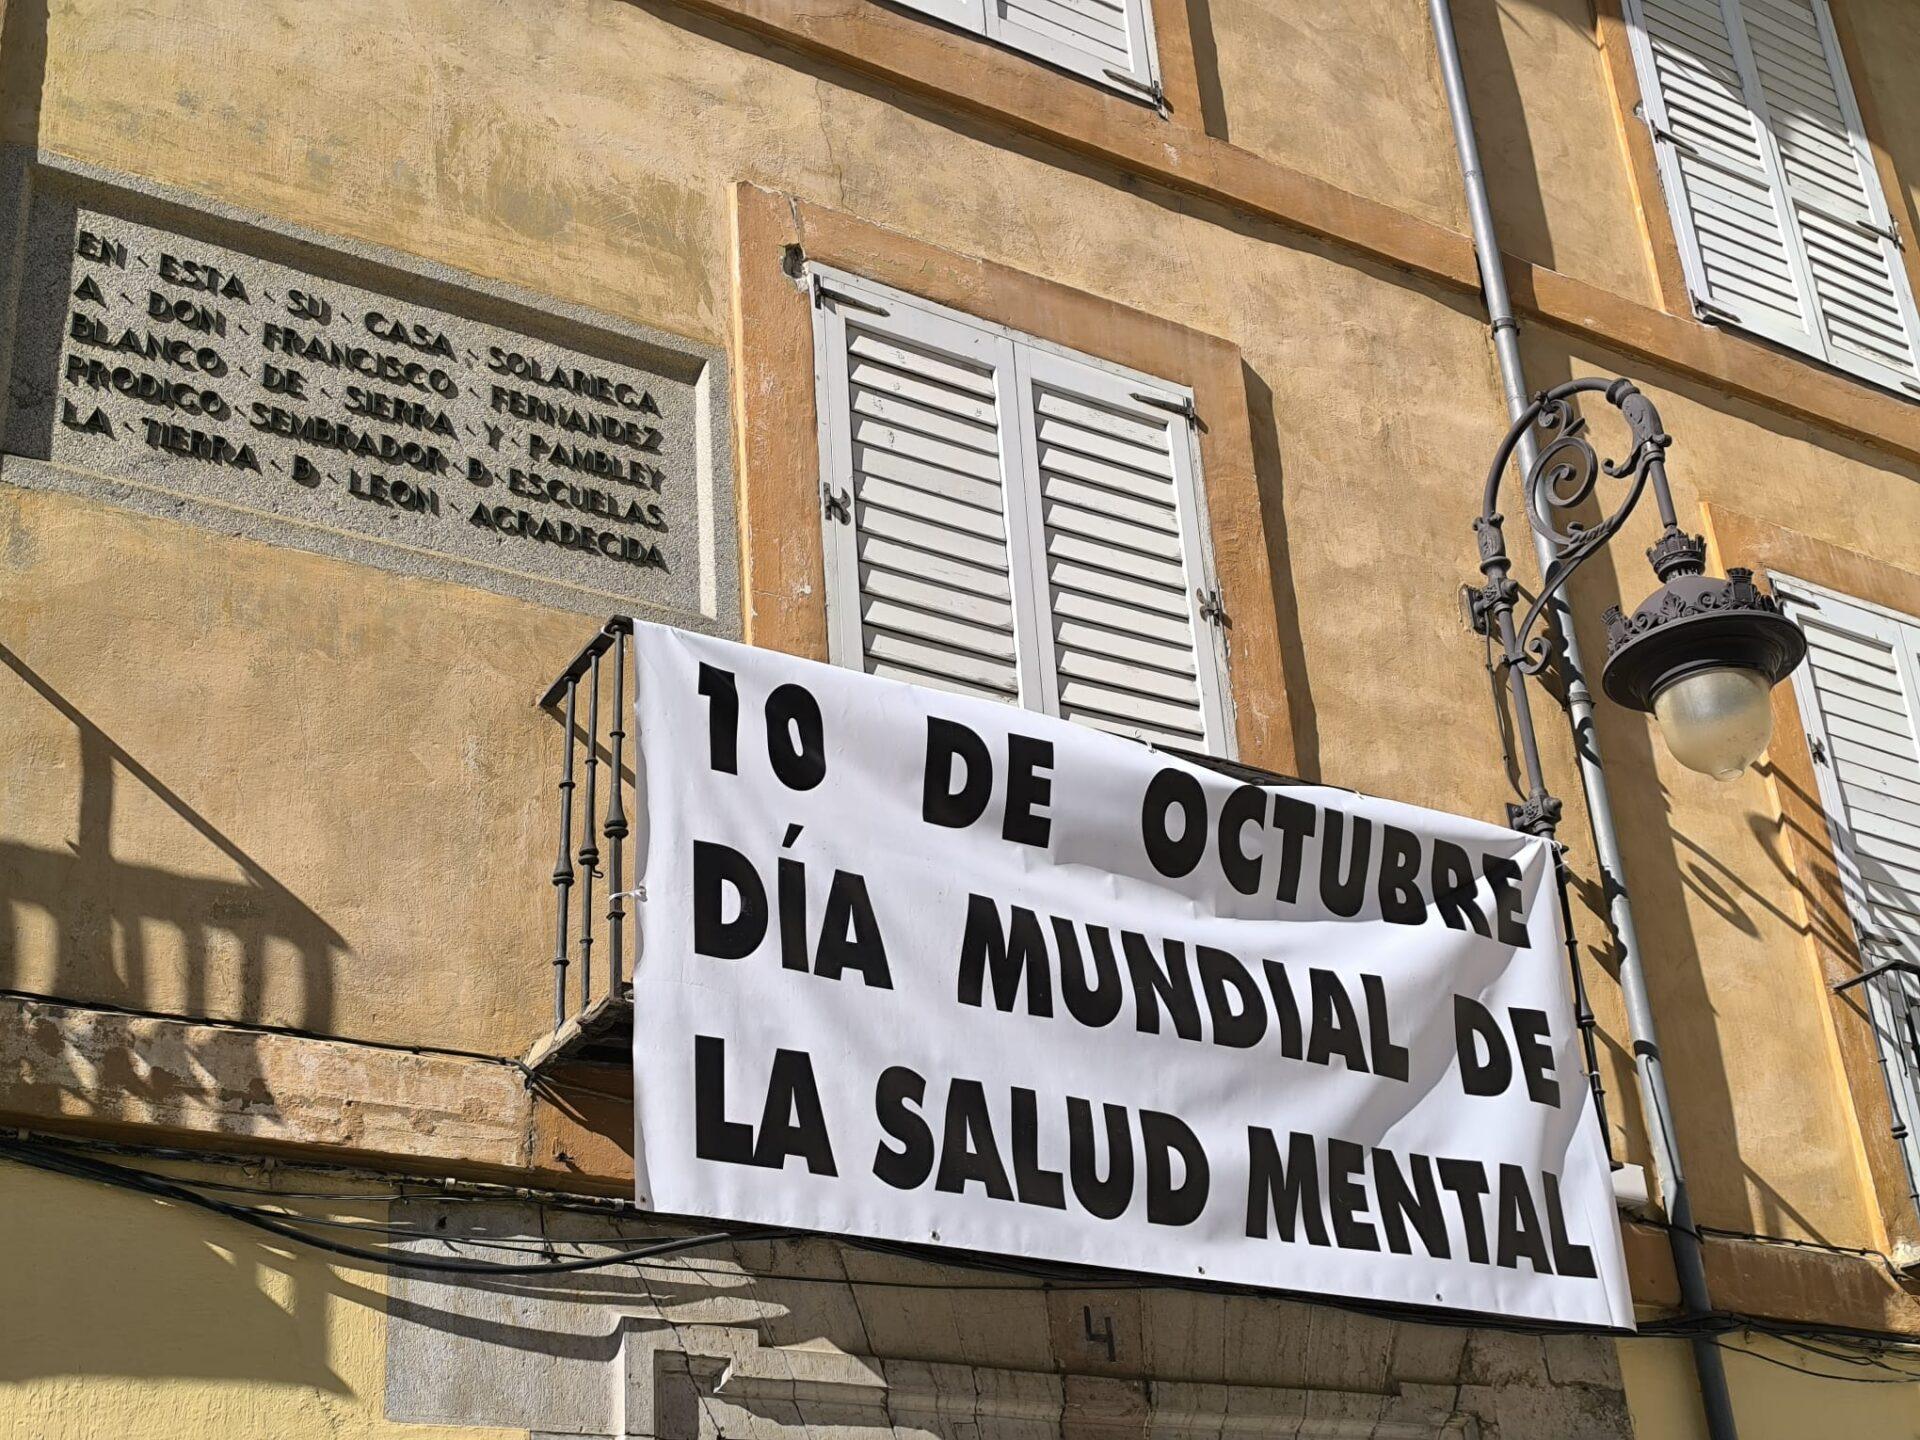 EN · ESTA · SU · CASA · SOLARIEGA
A · DON · FRANCISCO · FERNANDEZ
BLANCO · DE · SIERRA · Y · PAMBLEY
PRODIGO · SEMBRADOR · D · ESCUELAS
LA · TIERRA · D · LEON · AGRADECIDA
10 DE OCTUBRE
DÍA MUNDIAL DE
LA SALUD MENTAL
4